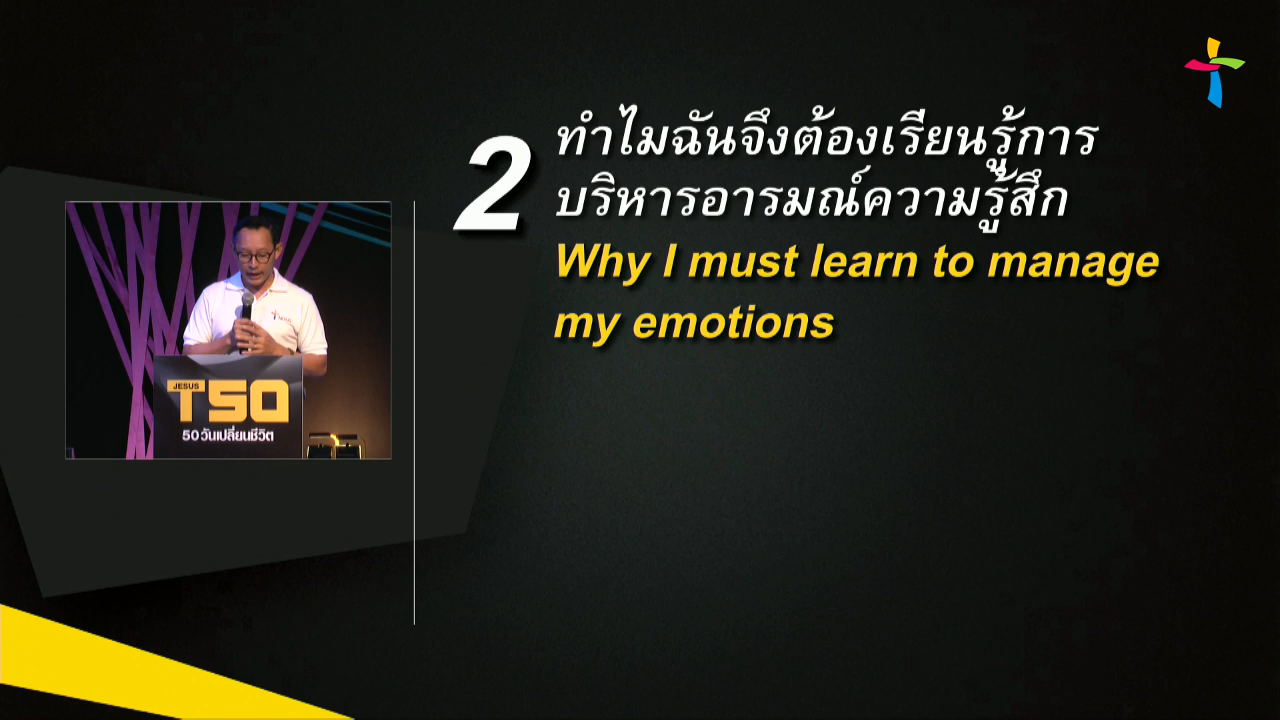 2
ทำไมฉันจึงต้องเรียนรู้การ
บริหารอารมณ์ความรู้สึก
Why I must learn to manage
my emotions
JESUS
T50
50 วันเปลี่ยนชีวิต